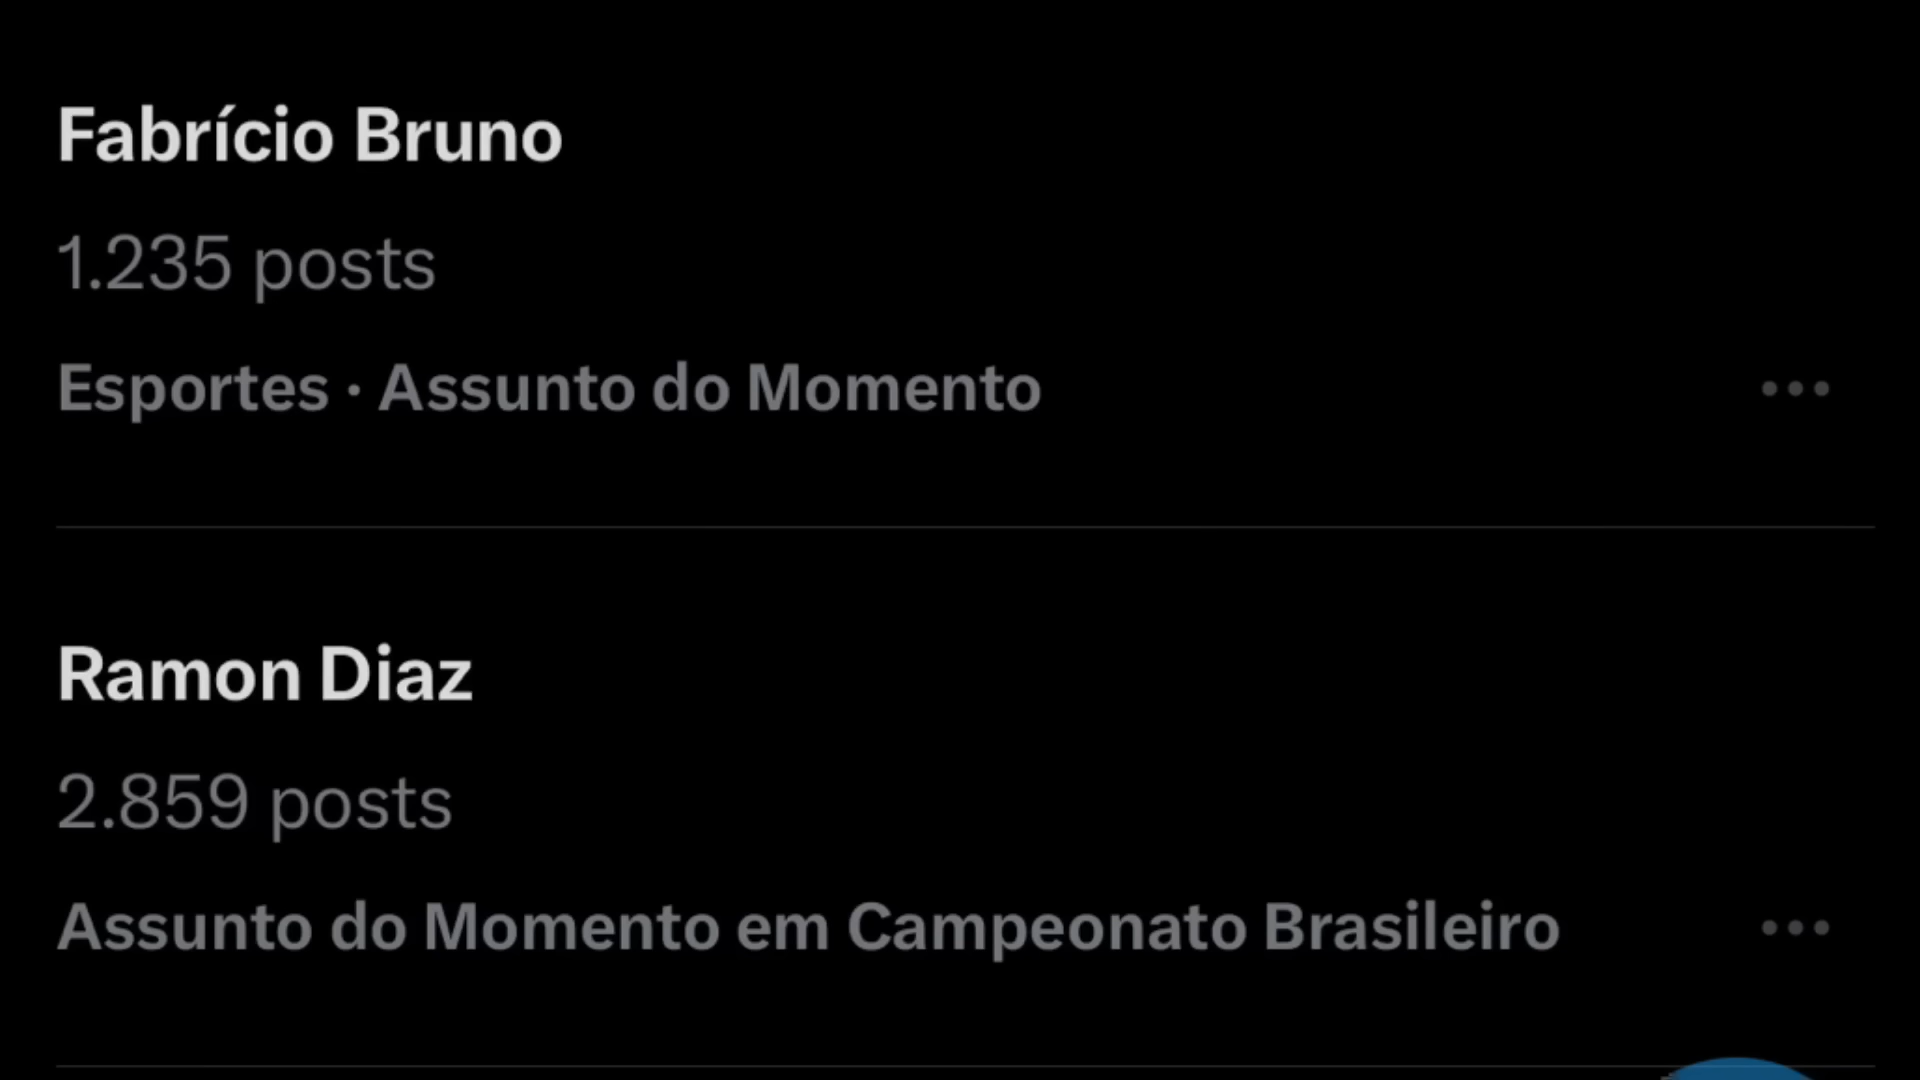 Fabrício Bruno
1.235 posts
Esportes · Assunto do Momento
Ramon Diaz
2.859 posts
Assunto do Momento em Campeonato Brasileiro